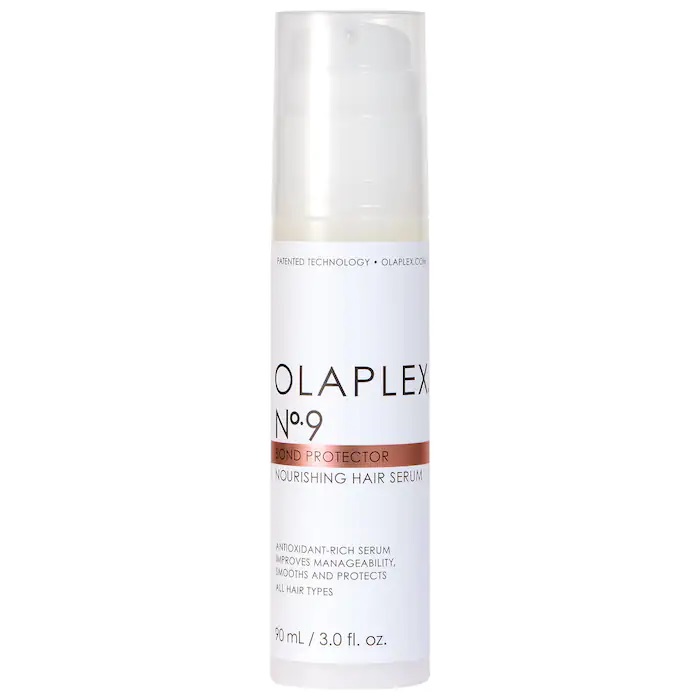 PATENTED TECHNOLOGY • OLAPLEX.COM
OLAPLEX.
Nº.9
BOND PROTECTOR
NOURISHING HAIR SERUM
ANTIOXIDANT-RICH SERUM
IMPROVES MANAGEABILITY,
SMOOTHS AND PROTECTS
ALL HAIR TYPES
90 mL / 3.0 fl. oz.